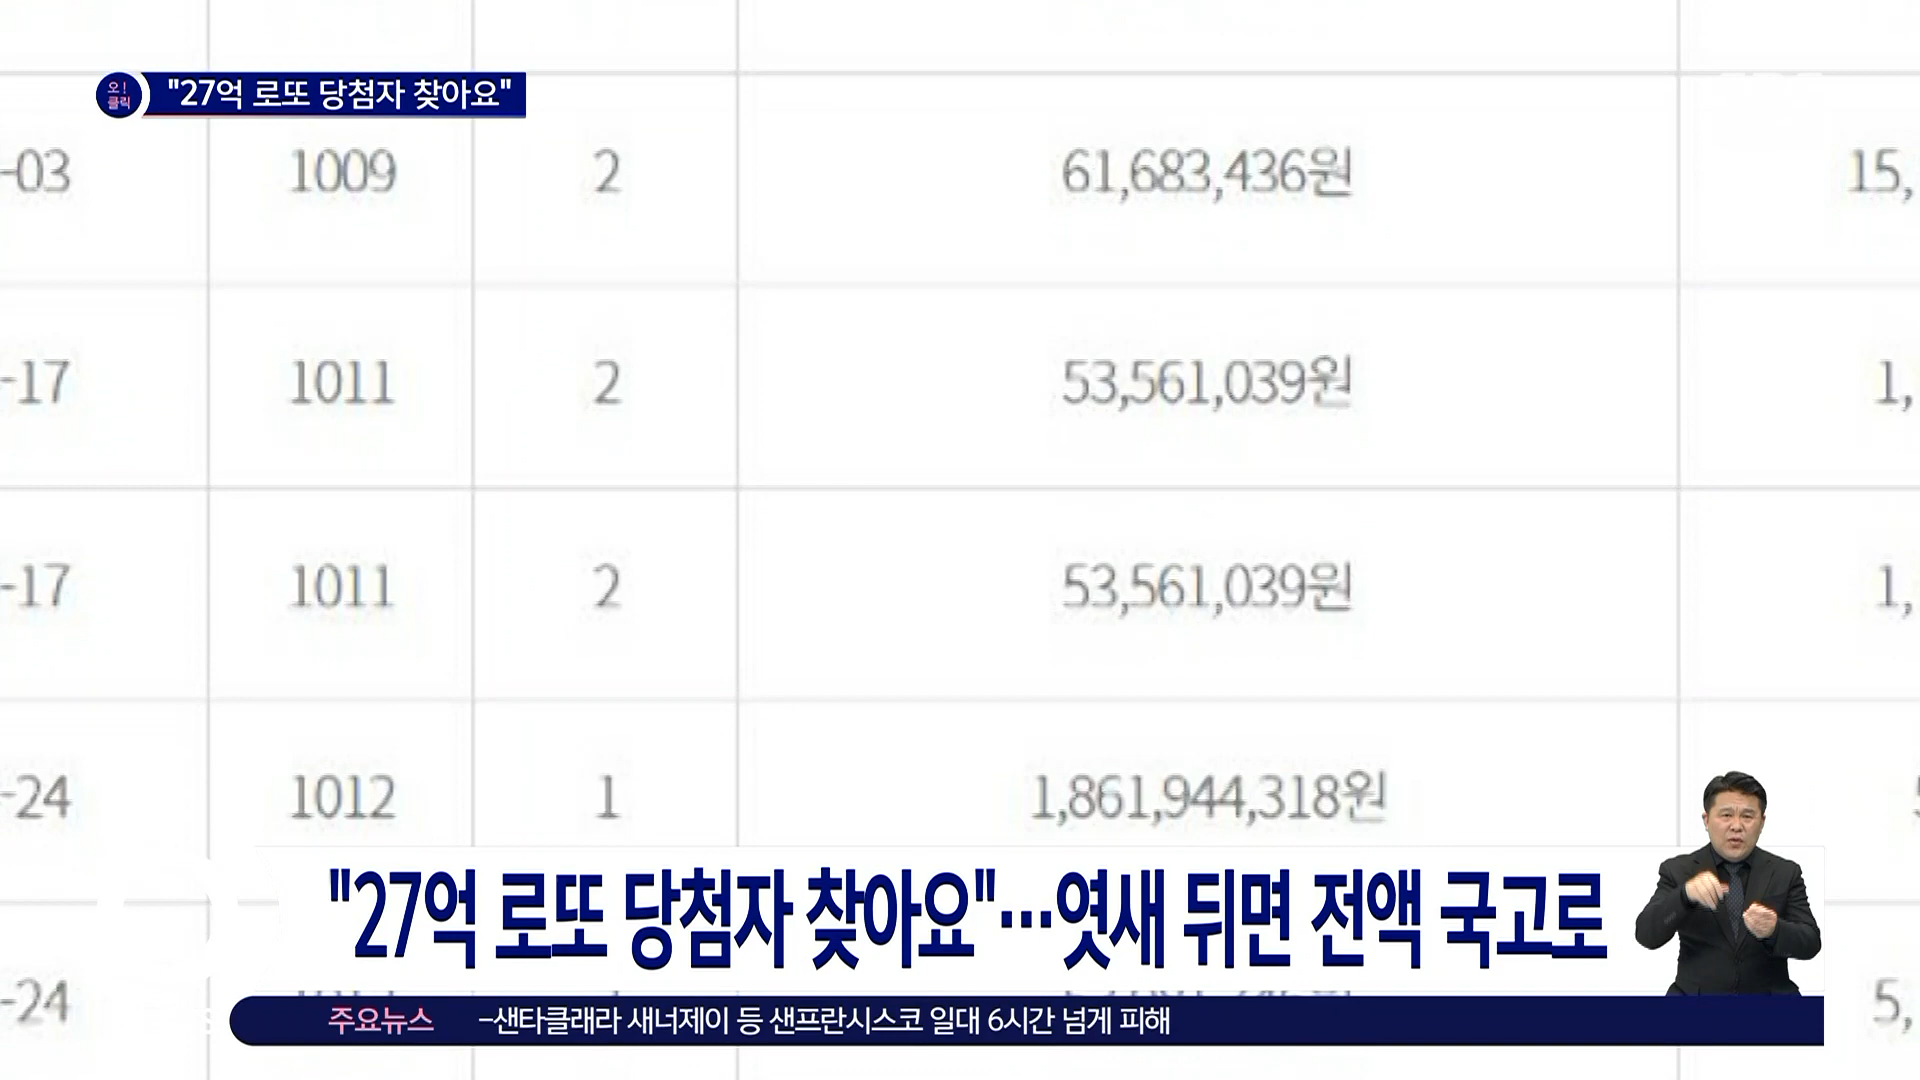 오!
클릭
"27억 로또 당첨자 찾아요"
-03 1009 2 61,683,436원 15,
-17 1011 2 53,561,039원 1,
-17 1011 2 53,561,039원 1,
-24 1012 1 1,861,944,318원
"27억 로또 당첨자 찾아요"…엿새 뒤면 전액 국고로
-24 5,
주요뉴스 -샌타클래라 새너제이 등 샌프란시스코 일대 6시간 넘게 피해